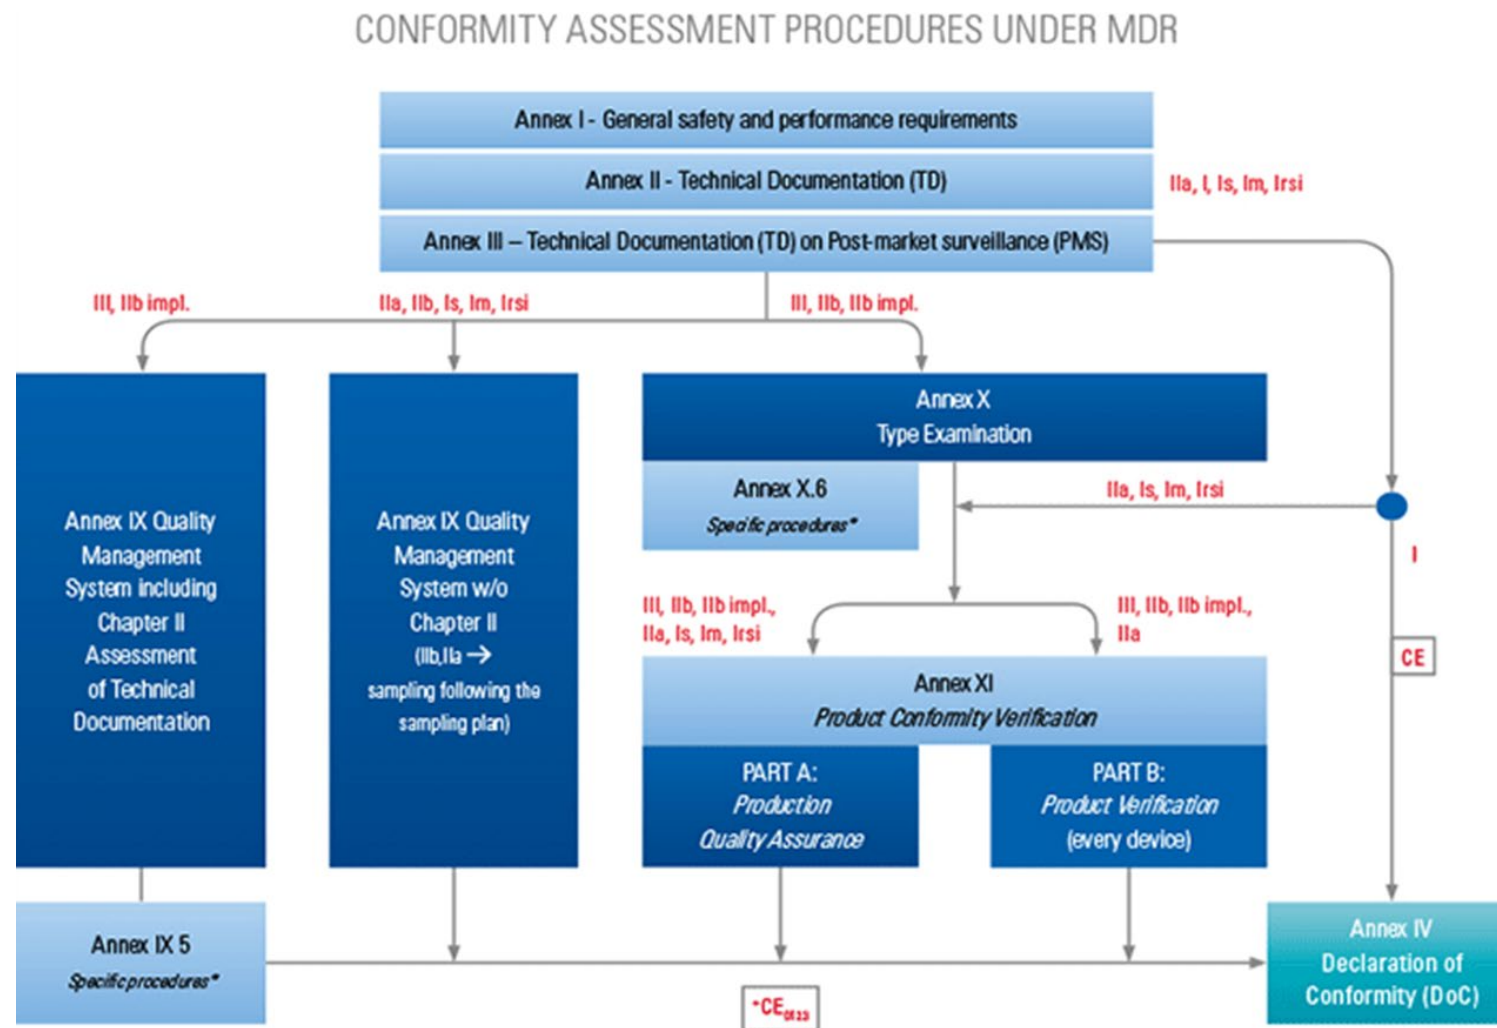 CONFORMITY ASSESSMENT PROCEDURES UNDER MDR
Annex I - General safety and performance requirements
Annex II - Technical Documentation (TD)
IIa, I, Is, Im, Irsi
Annex III – Technical Documentation (TD) on Post-market surveillance (PMS)
III, IIb impl.
IIa, IIb, Is, Im, Irsi
III, IIb, IIb impl.
Annex IX Quality
Management
System including
Chapter II
Assessment
of Technical
Documentation
Annex IX Quality
Management
System w/o
Chapter II
(IIb,IIa →
sampling following the
sampling plan)
Annex X
Type Examination
Annex X.6
Specific procedures*
IIa, Is, Im, Irsi
I
III, IIb, IIb impl.,
IIa, Is, Im, Irsi
III, IIb, IIb impl.,
IIa
CE
Annex XI
Product Conformity Verification
PART A:
Production
Quality Assurance
PART B:
Product Verification
(every device)
Annex IX 5
Specific procedures*
Annex IV
Declaration of
Conformity (DoC)
*CE0123